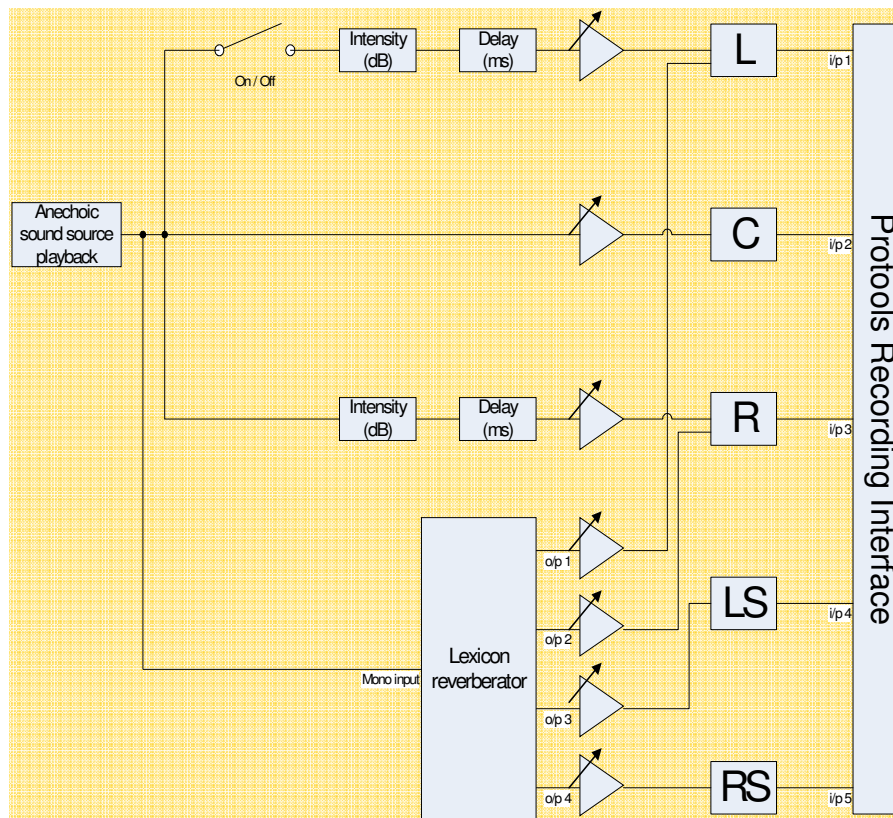 On / Off
Intensity
(dB)
Delay
(ms)
L
i/p 1
Anechoic
sound source
playback
C
i/p 2
Intensity
(dB)
Delay
(ms)
R
i/p 3
Protools Recording Interface
Mono input
Lexicon
reverberator
o/p 1
o/p 2
o/p 3
o/p 4
LS
i/p 4
RS
i/p 5